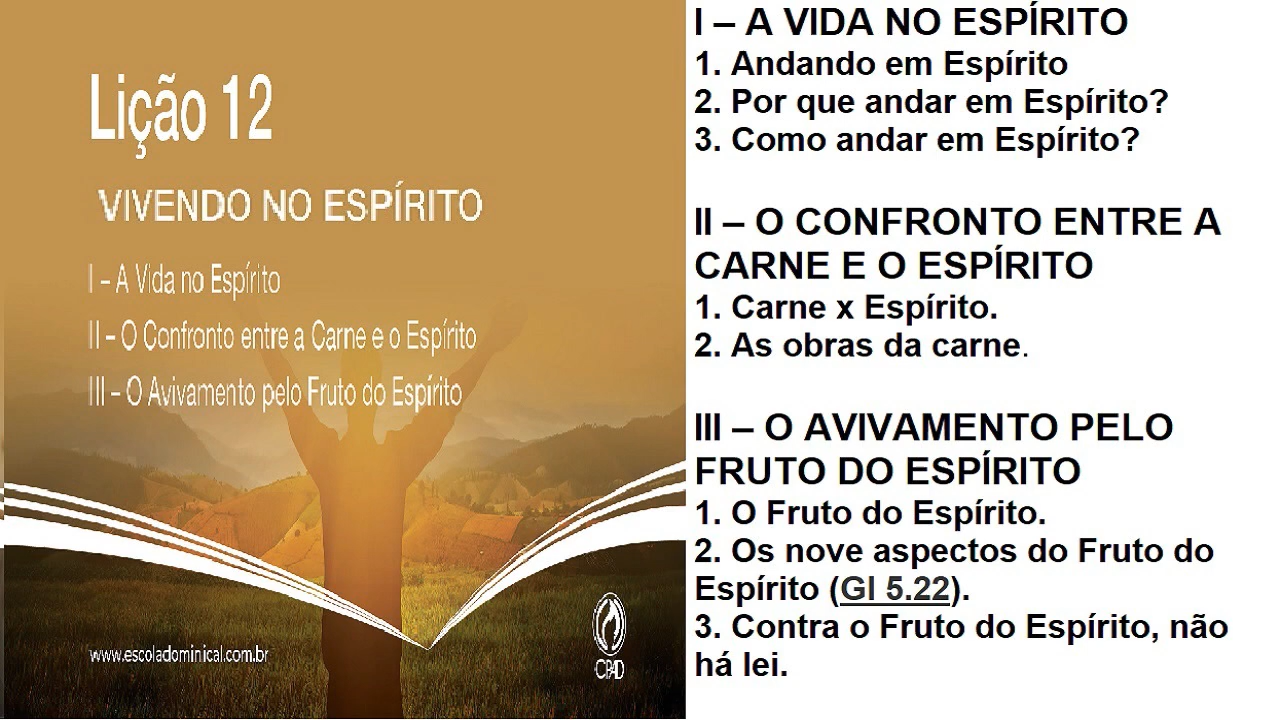 Lição 12
VIVENDO NO ESPÍRITO
I – A Vida no Espírito
II – O Confronto entre a Carne e o Espírito
III – O Avivamento pelo Fruto do Espírito
www.escoladominical.com.br
CPAD
I – A VIDA NO ESPÍRITO
1. Andando em Espírito
2. Por que andar em Espírito?
3. Como andar em Espírito?
II – O CONFRONTO ENTRE A
CARNE E O ESPÍRITO
1. Carne x Espírito.
2. As obras da carne.
III – O AVIVAMENTO PELO
FRUTO DO ESPÍRITO
1. O Fruto do Espírito.
2. Os nove aspectos do Fruto do
Espírito (Gl 5.22).
3. Contra o Fruto do Espírito, não
há lei.